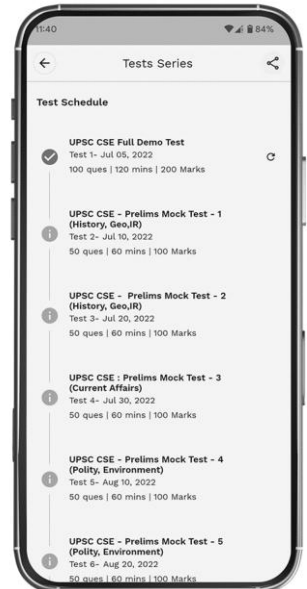 11:40
84%
Tests Series
Test Schedule
UPSC CSE Full Demo Test
Test 1- Jul 05, 2022
100 ques | 120 mins | 200 Marks
UPSC CSE - Prelims Mock Test - 1
(History, Geo,IR)
Test 2- Jul 10, 2022
50 ques | 60 mins | 100 Marks
UPSC CSE - Prelims Mock Test - 2
(History, Geo,IR)
Test 3- Jul 20, 2022
50 ques | 60 mins | 100 Marks
UPSC CSE : Prelims Mock Test - 3
(Current Affairs)
Test 4- Jul 30, 2022
50 ques | 60 mins | 100 Marks
UPSC CSE - Prelims Mock Test - 4
(Polity, Environment)
Test 5- Aug 10, 2022
50 ques | 60 mins | 100 Marks
UPSC CSE - Prelims Mock Test - 5
(Polity, Environment)
Test 6- Aug 20, 2022
50 ques | 60 mins | 100 Marks